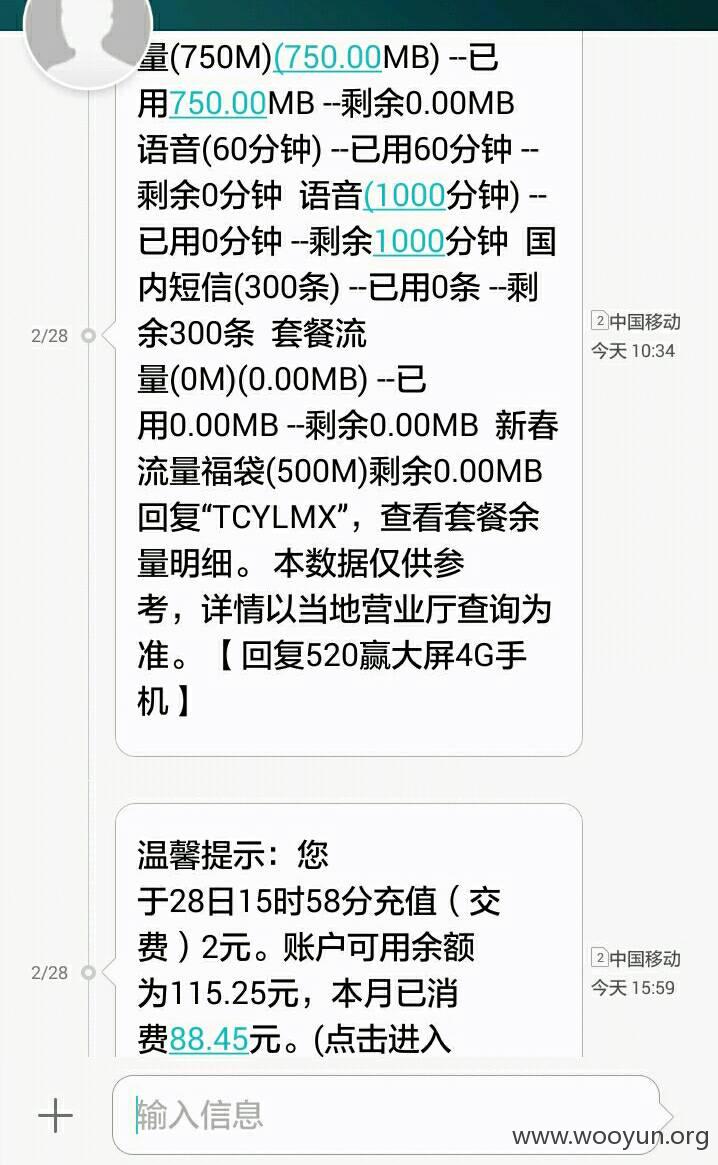 量(750M)(750.00MB) --已
用750.00MB --剩余0.00MB
语音(60分钟) --已用60分钟 --
剩余0分钟  语音(1000分钟) --
已用0分钟 --剩余1000分钟  国
内短信(300条) --已用0条 --剩
余300条  套餐流
量(0M)(0.00MB) --已
用0.00MB --剩余0.00MB  新春
流量福袋(500M)剩余0.00MB
回复“TCYLMX”，查看套餐余
量明细。 本数据仅供参
考，详情以当地营业厅查询为
准。【回复520赢大屏4G手
机】
2/28
2中国移动
今天 10:34
温馨提示：您
于28日15时58分充值（交
费）2元。账户可用余额
为115.25元，本月已消
费88.45元。(点击进入
2/28
2中国移动
今天 15:59
输入信息
www.wooyun.org